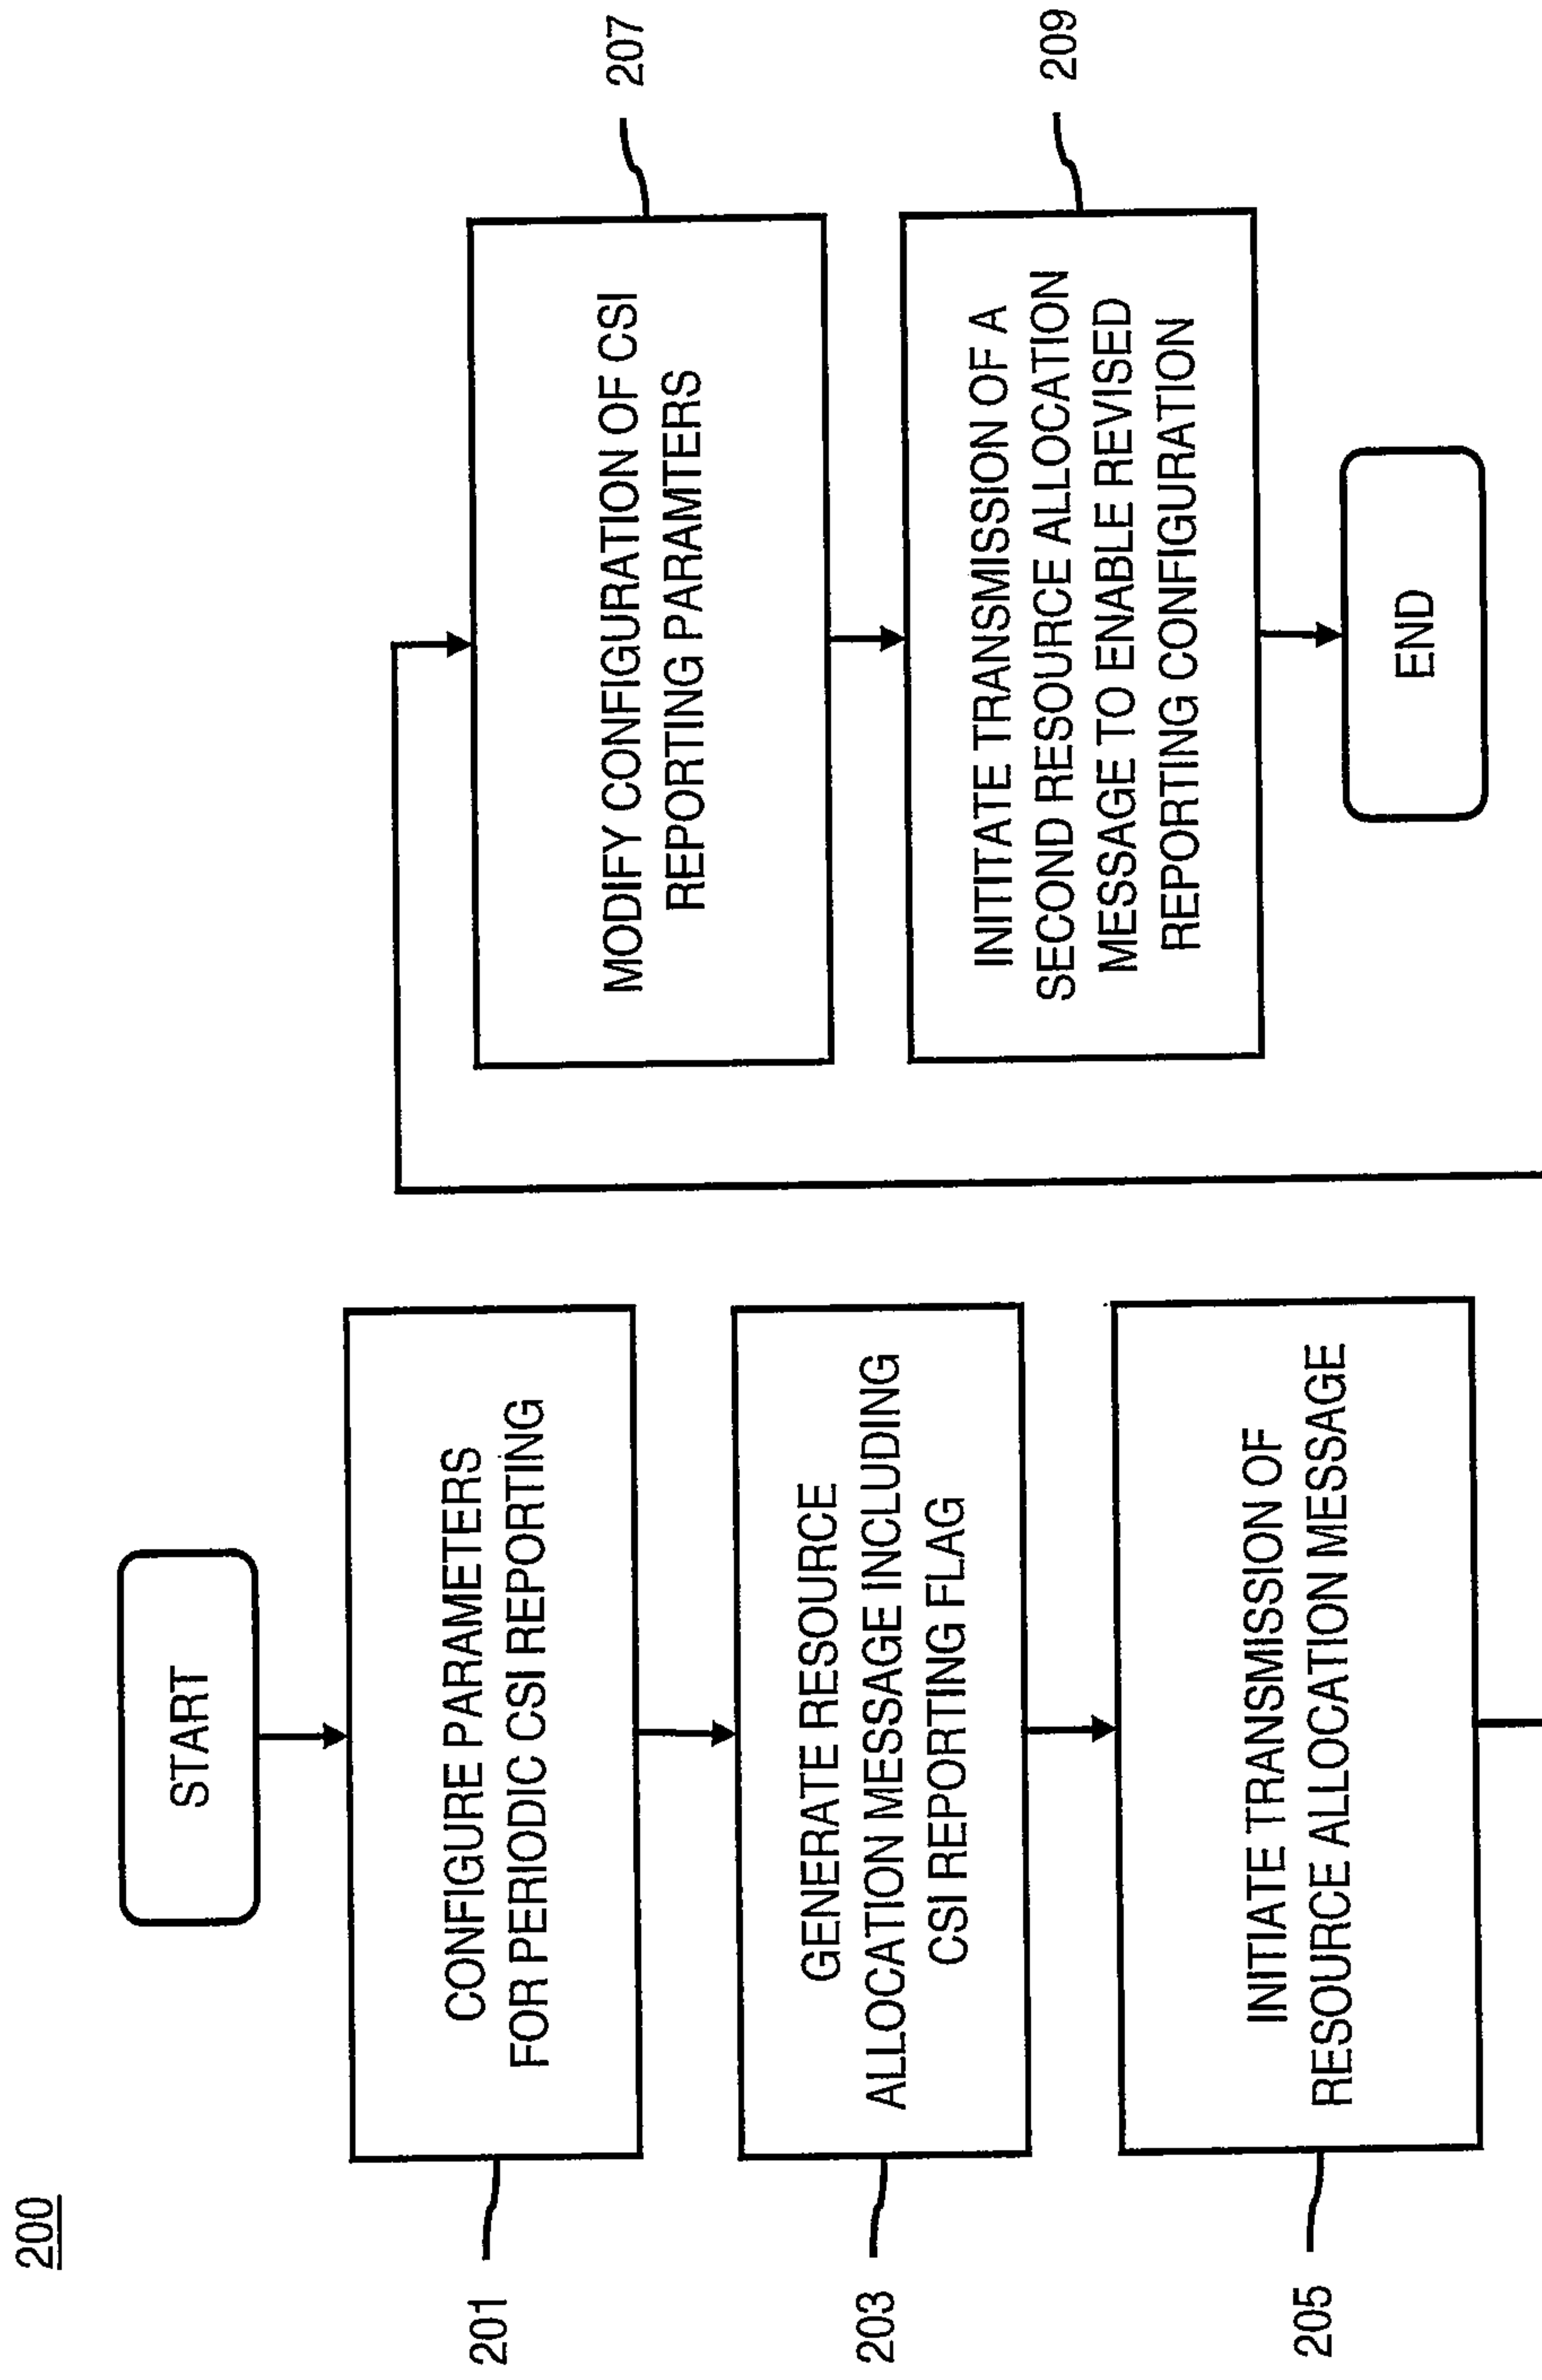 200
START
CONFIGURE PARAMETERS
FOR PERIODIC CSI REPORTING
201
GENERATE RESOURCE
ALLOCATION MESSAGE INCLUDING
CSI REPORTING FLAG
203
INITIATE TRANSMISSION OF
RESOURCE ALLOCATION MESSAGE
205
MODIFY CONFIGURATION OF CSI
REPORTING PARAMTERS
207
INITITATE TRANSMISSION OF A
SECOND RESOURCE ALLOCATION
MESSAGE TO ENABLE REVISED
REPORTING CONFIGURATION
209
END